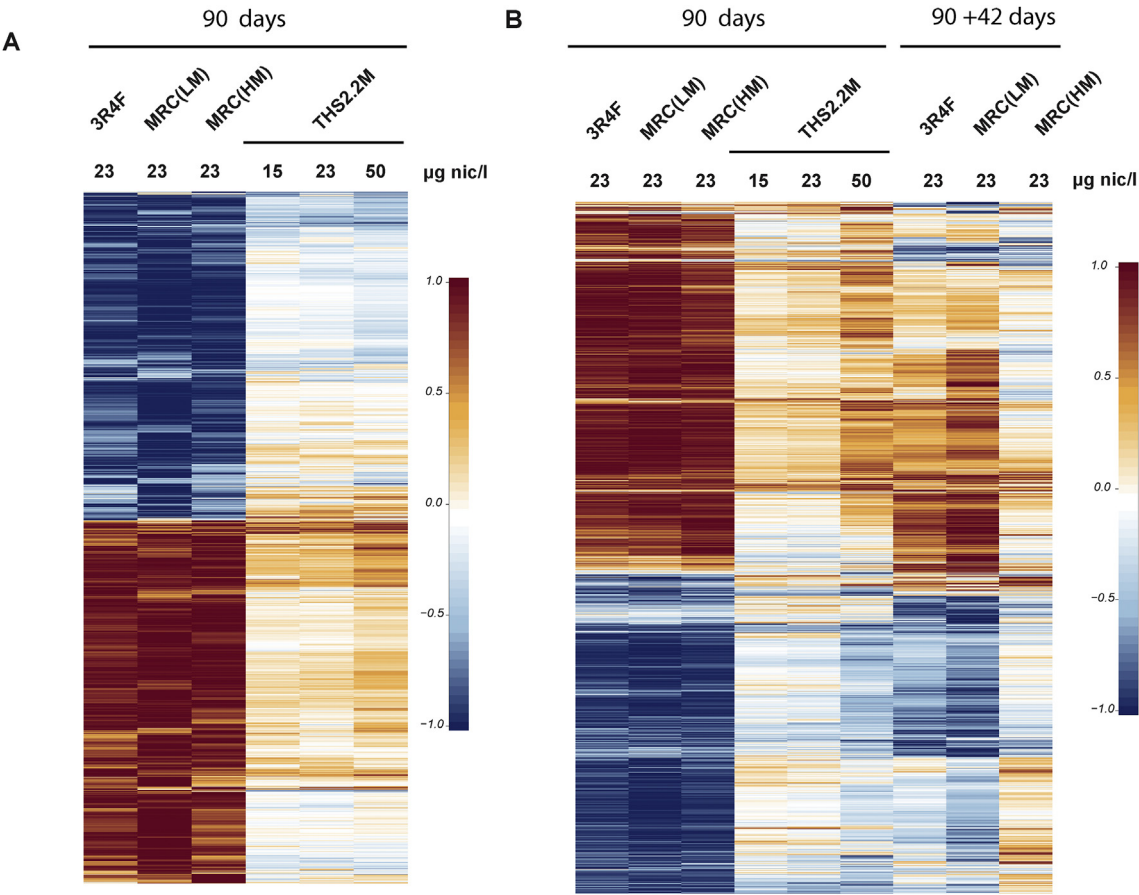 A
90 days
3R4F MRC(LM) MRC(HM) THS2.2M
23 23 23 15 23 50 μg nic/l
1.0
0.5
0.0
−0.5
−1.0
B
90 days 90 +42 days
3R4F MRC(LM) MRC(HM) THS2.2M 3R4F MRC(LM) MRC(HM)
23 23 23 15 23 50 23 23 23 μg nic/l
1.0
0.5
0.0
−0.5
−1.0